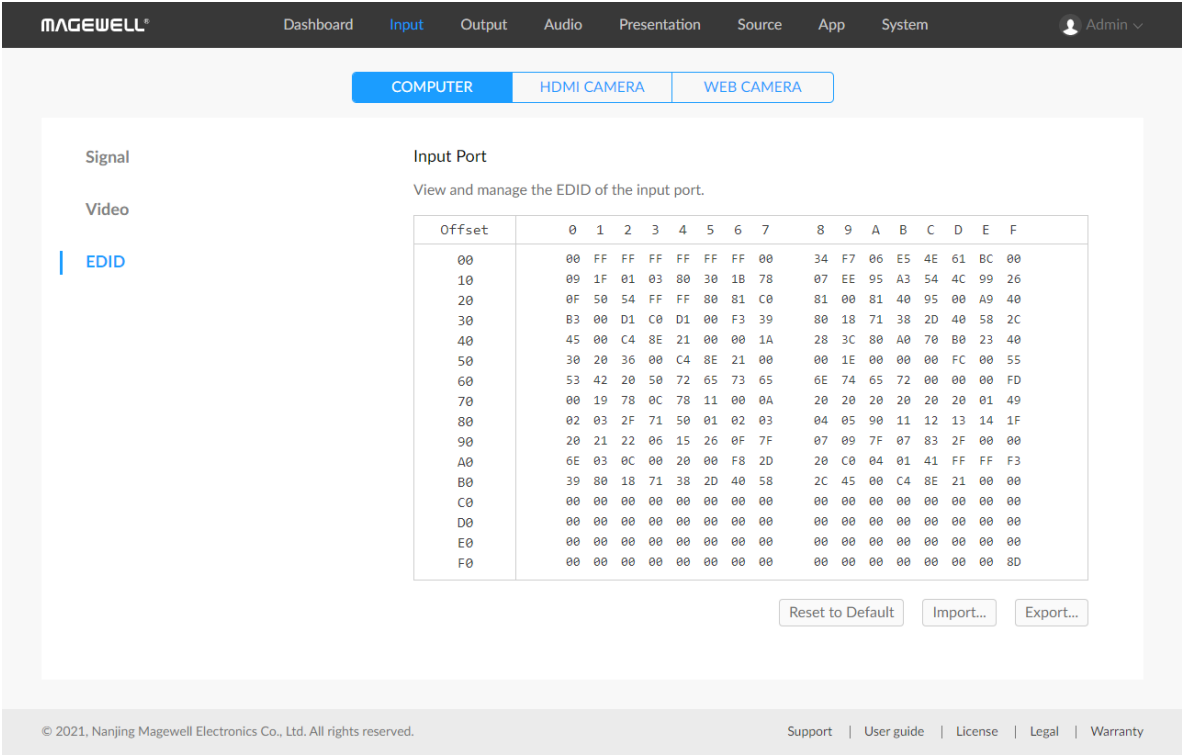 MAGEWELL®
Dashboard Input Output Audio Presentation Source App System Admin
COMPUTER HDMI CAMERA WEB CAMERA
Signal
Video
EDID
Input Port
View and manage the EDID of the input port.
Offset 0 1 2 3 4 5 6 7 8 9 A B C D E F
00 00 FF FF FF FF FF FF 00 34 F7 06 E5 4E 61 BC 00
10 09 1F 01 03 80 30 1B 78 07 EE 95 A3 54 4C 99 26
20 0F 50 54 FF FF 80 81 C0 81 00 81 40 95 00 A9 40
30 B3 00 D1 C0 D1 00 F3 39 80 18 71 38 2D 40 58 2C
40 45 00 C4 8E 21 00 00 1A 28 3C 80 A0 70 B0 23 40
50 30 20 36 00 C4 8E 21 00 00 1E 00 00 00 FC 00 55
60 53 42 20 50 72 65 73 65 6E 74 65 72 00 00 00 FD
70 00 19 78 0C 78 11 00 0A 20 20 20 20 20 20 01 49
80 02 03 2F 71 50 01 02 03 04 05 90 11 12 13 14 1F
90 20 21 22 06 15 26 0F 7F 07 09 7F 07 83 2F 00 00
A0 6E 03 0C 00 20 00 F8 2D 20 C0 04 01 41 FF FF F3
B0 39 80 18 71 38 2D 40 58 2C 45 00 C4 8E 21 00 00
C0 00 00 00 00 00 00 00 00 00 00 00 00 00 00 00 00
D0 00 00 00 00 00 00 00 00 00 00 00 00 00 00 00 00
E0 00 00 00 00 00 00 00 00 00 00 00 00 00 00 00 00
F0 00 00 00 00 00 00 00 00 00 00 00 00 00 00 00 8D
Reset to Default Import... Export...
© 2021, Nanjing Magewell Electronics Co., Ltd. All rights reserved. Support | User guide | License | Legal | Warranty